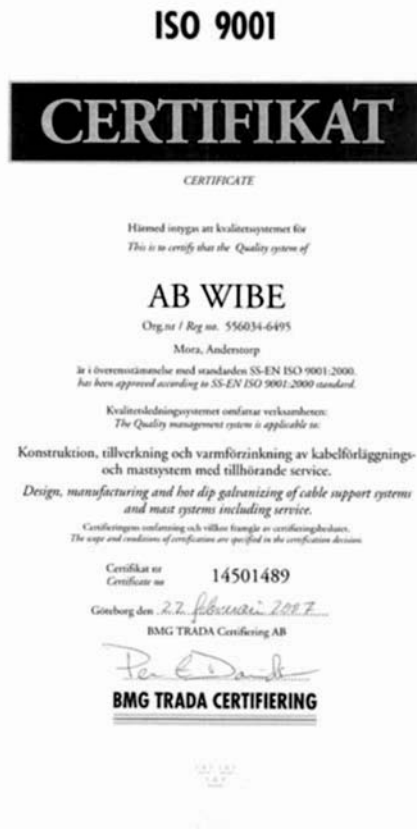 ISO 9001
CERTIFIKAT
CERTIFICATE
Härmed intygas att kvalitetssystemet för
This is to certify that the Quality system of
AB WIBE
Org.nr / Reg no. 556034-6495
Mora, Anderstorp
är i överensstämmelse med standarden SS-EN ISO 9001:2000.
has been approved according to SS-EN ISO 9001:2000 standard.
Kvalitetsledningssystemet omfattar verksamheten:
The Quality management system is applicable to:
Konstruktion, tillverkning och varmförzinkning av kabelförläggnings-
och mastsystem med tillhörande service.
Design, manufacturing and hot dip galvanizing of cable support systems
and mast systems including service.
Certifieringens omfattning och villkor framgår av certifieringsbeslutet.
The scope and conditions of certification are specified in the certification decision.
Certifikat nr
Certificate no 14501489
Göteborg den 22 februari 2007
BMG TRADA Certifiering AB
BMG TRADA CERTIFIERING